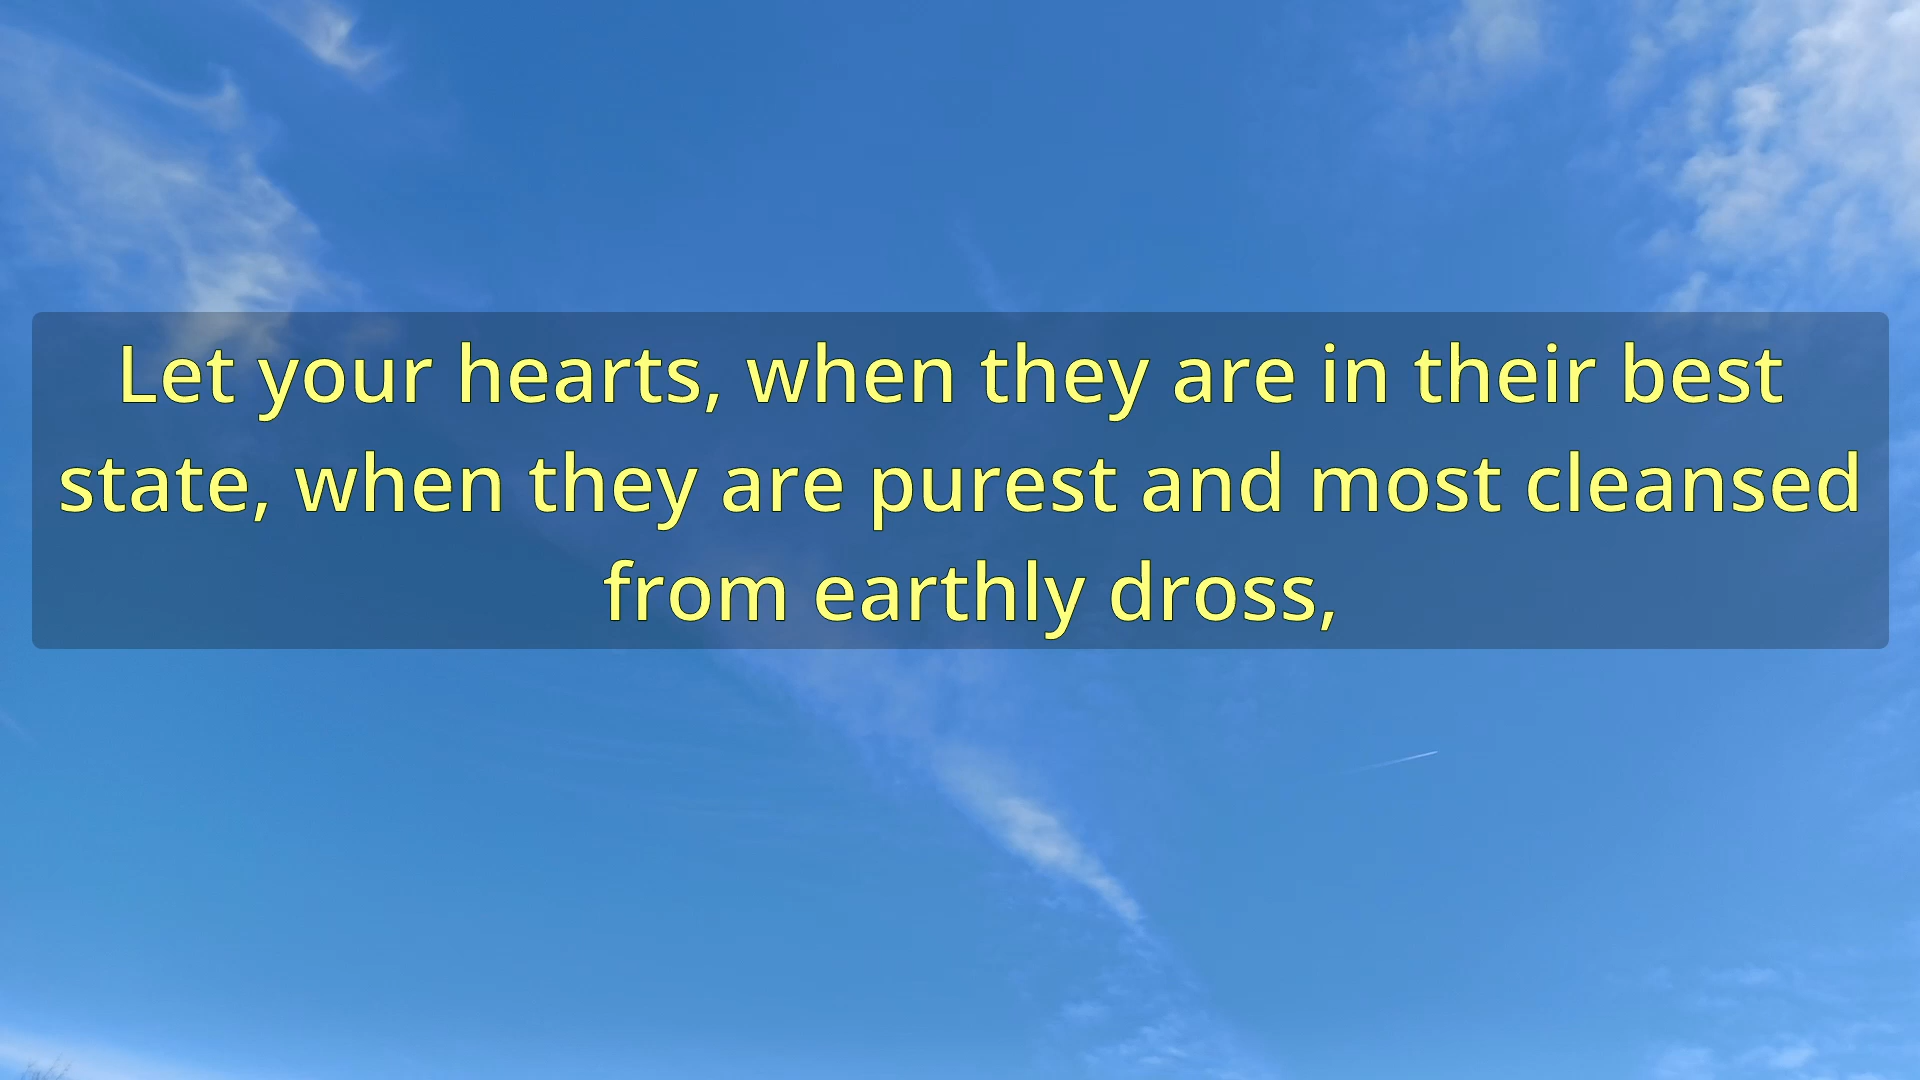 Let your hearts, when they are in their best
state, when they are purest and most cleansed
from earthly dross,